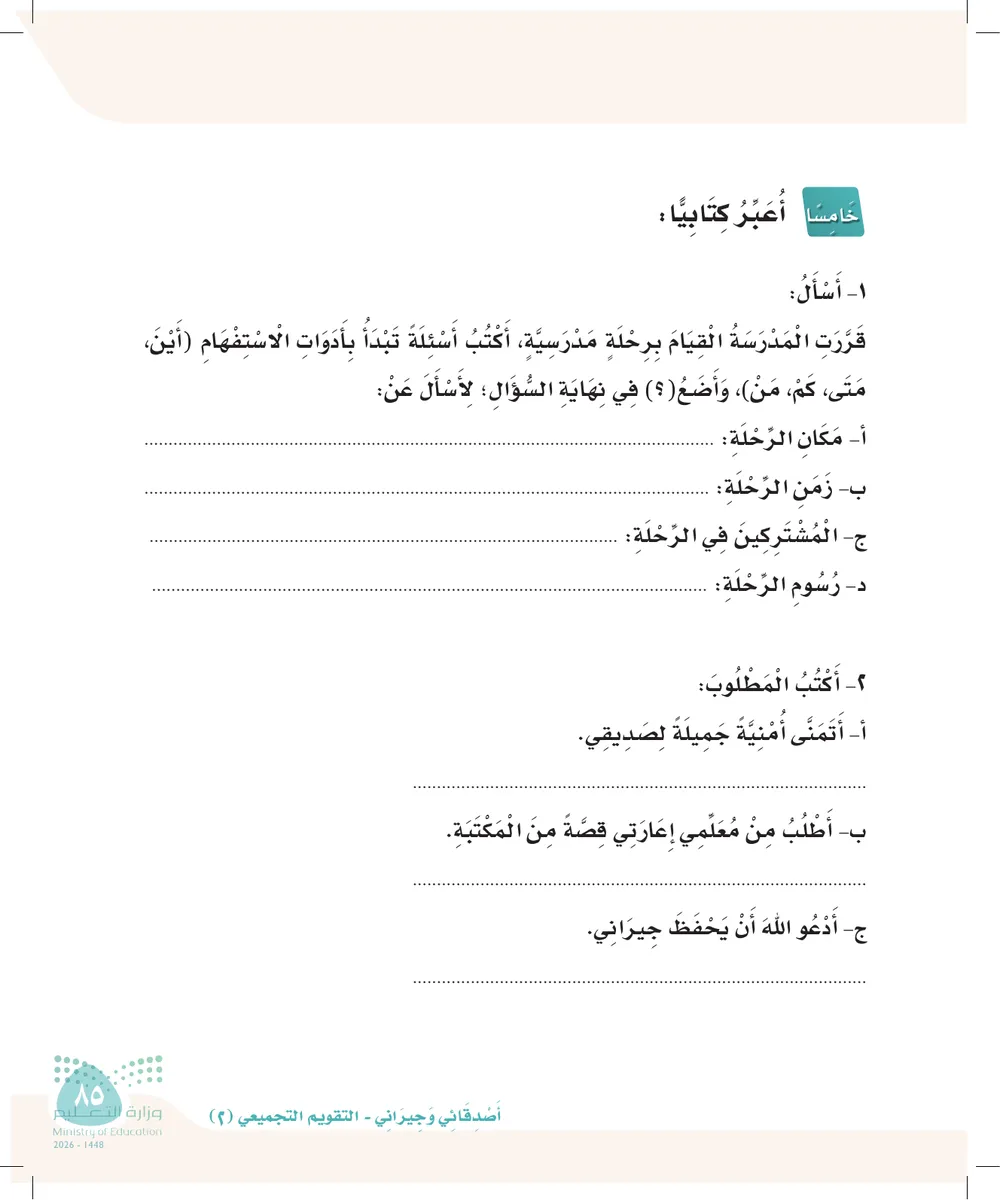 خَامِسًا أُعَبِّرُ كِتَابِيًّا:
١- أَسْأَلُ:
قَرَّرَتِ الْمَدْرَسَةُ الْقِيَامَ بِرِحْلَةٍ مَدْرَسِيَّةٍ، أَكْتُبُ أَسْئِلَةً تَبْدَأُ بِأَدَوَاتِ الْاسْتِفْهَامِ (أَيْنَ،
مَتَى، كَمْ، مَنْ)، وَأَضَعُ(؟) فِي نِهَايَةِ السُّؤَالِ؛ لِأَسْأَلَ عَنْ:
أ- مَكَانِ الرِّحْلَةِ: ........................................................................
ب- زَمَنِ الرِّحْلَةِ: ........................................................................
ج- الْمُشْتَرِكِينَ فِي الرِّحْلَةِ: ............................................................
د- رُسُومِ الرِّحْلَةِ: ........................................................................
٢- أَكْتُبُ الْمَطْلُوبَ:
أ- أَتَمَنَّى أُمْنِيَّةً جَمِيلَةً لِصَدِيقِي.
............................................................
ب- أَطْلُبُ مِنْ مُعَلِّمِي إِعَارَتِي قِصَّةً مِنَ الْمَكْتَبَةِ.
............................................................
ج- أَدْعُو اللهَ أَنْ يَحْفَظَ جِيرَانِي.
............................................................
أَصْدِقَائِي وَجِيرَانِي - التقويم التجميعي (٢)
٨٥
وزارة التعليم
Ministry of Education
2026 - 1448